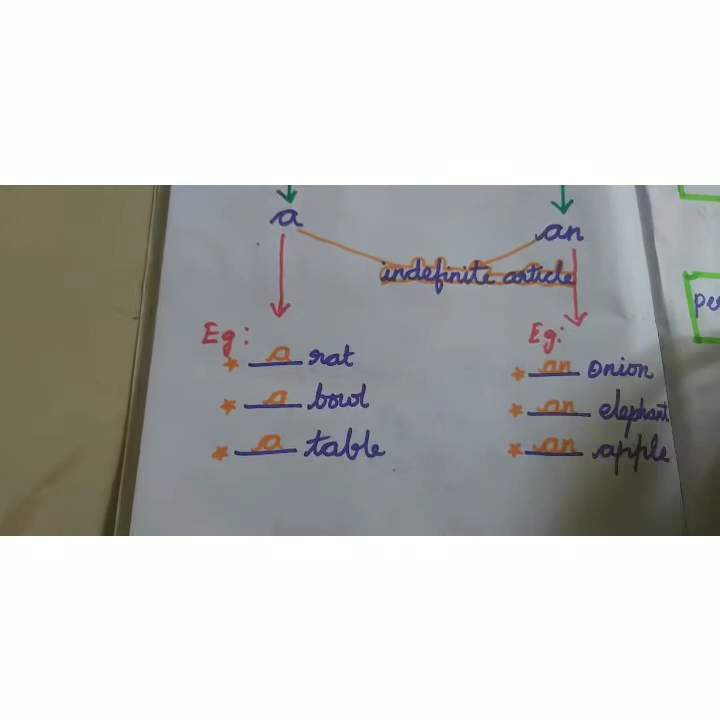 a an
indefinite article
Eg: Eg:
* a rat * an onion
* a bowl * an elephant
* a table * an apple